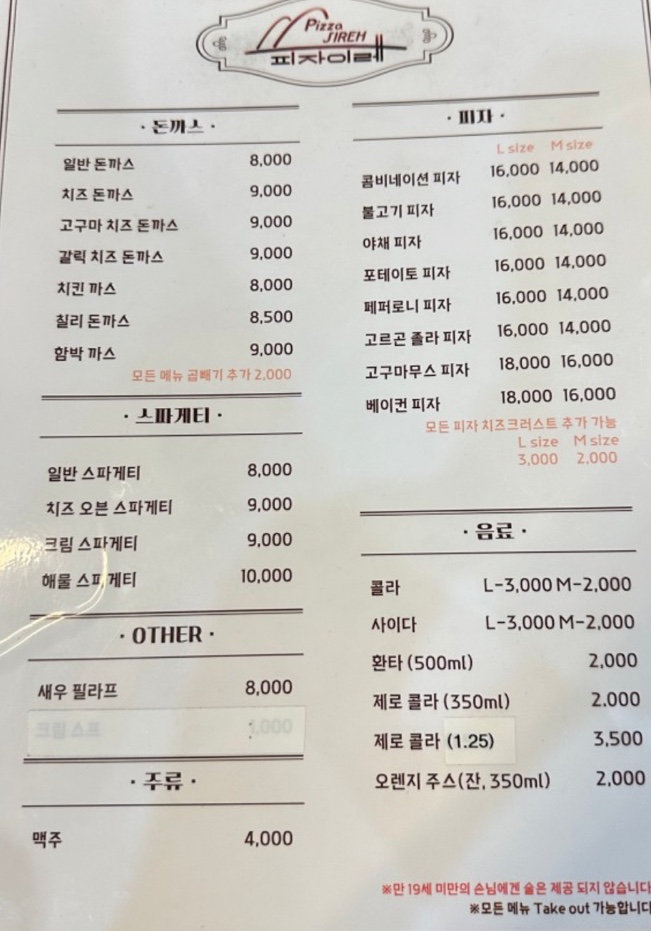 Pizza
JIREH
피자이레
· 돈까스 ·
일반 돈까스 8,000
치즈 돈까스 9,000
고구마 치즈 돈까스 9,000
갈릭 치즈 돈까스 9,000
치킨 까스 8,000
칠리 돈까스 8,500
함박 까스 9,000
모든 메뉴 곱빼기 추가 2,000
· 스파게티 ·
일반 스파게티 8,000
치즈 오븐 스파게티 9,000
크림 스파게티 9,000
해물 스파게티 10,000
· OTHER ·
새우 필라프 8,000
크림 스프 1,000
· 주류 ·
맥주 4,000
· 피자 ·
L size M size
콤비네이션 피자 16,000 14,000
불고기 피자 16,000 14,000
야채 피자 16,000 14,000
포테이토 피자 16,000 14,000
페퍼로니 피자 16,000 14,000
고르곤 졸라 피자 16,000 14,000
고구마무스 피자 18,000 16,000
베이컨 피자 18,000 16,000
모든 피자 치즈크러스트 추가 가능
L size M size
3,000 2,000
· 음료 ·
콜라 L-3,000 M-2,000
사이다 L-3,000 M-2,000
환타 (500ml) 2,000
제로 콜라 (350ml) 2.000
제로 콜라 (1.25) 3,500
오렌지 주스(잔, 350ml) 2,000
※만 19세 미만의 손님에겐 술은 제공 되지 않습니다
※모든 메뉴 Take out 가능합니다